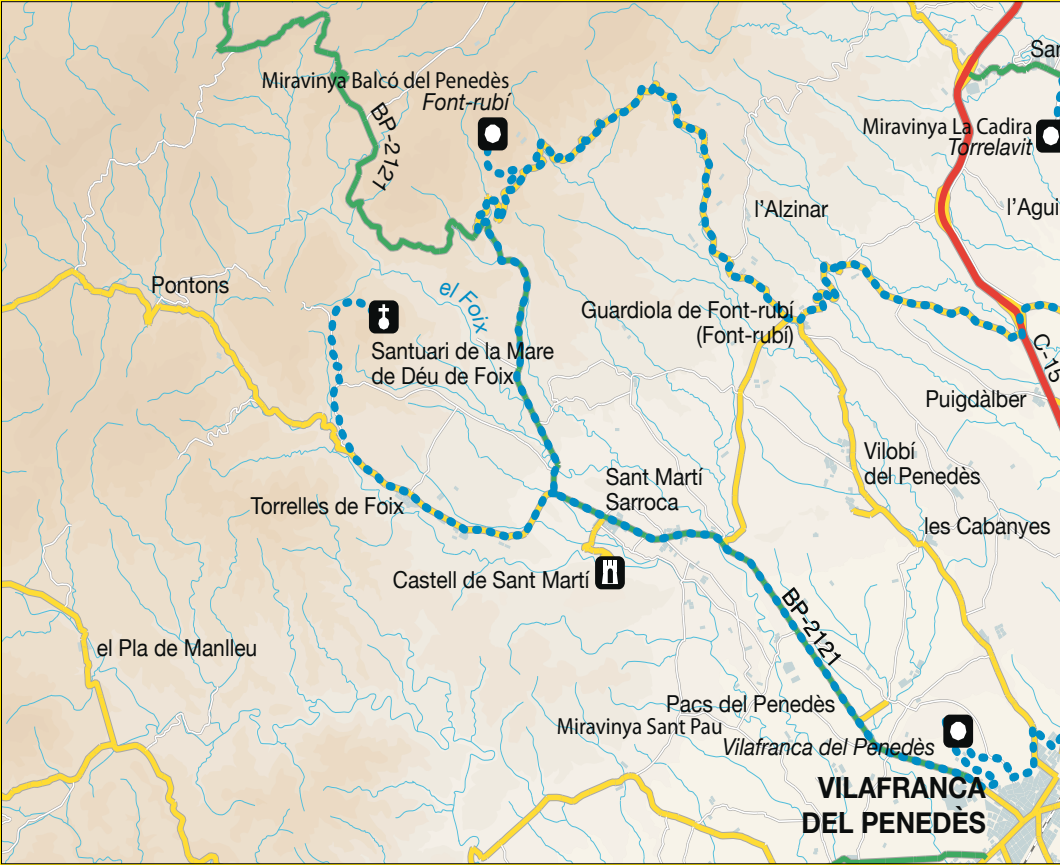 Sar
Miravinya Balcó del Penedès
Font-rubí
BP-2121
Miravinya La Cadira
Torrelavit
l'Alzinar
l'Agui
Pontons
el Foix
Guardiola de Font-rubí
(Font-rubí)
C-15
Santuari de la Mare
de Déu de Foix
Puigdàlber
Vilobí
del Penedès
Sant Martí
Sarroca
Torrelles de Foix
les Cabanyes
Castell de Sant Martí
BP-2121
el Pla de Manlleu
Pacs del Penedès
Miravinya Sant Pau
Vilafranca del Penedès
VILAFRANCA
DEL PENEDÈS